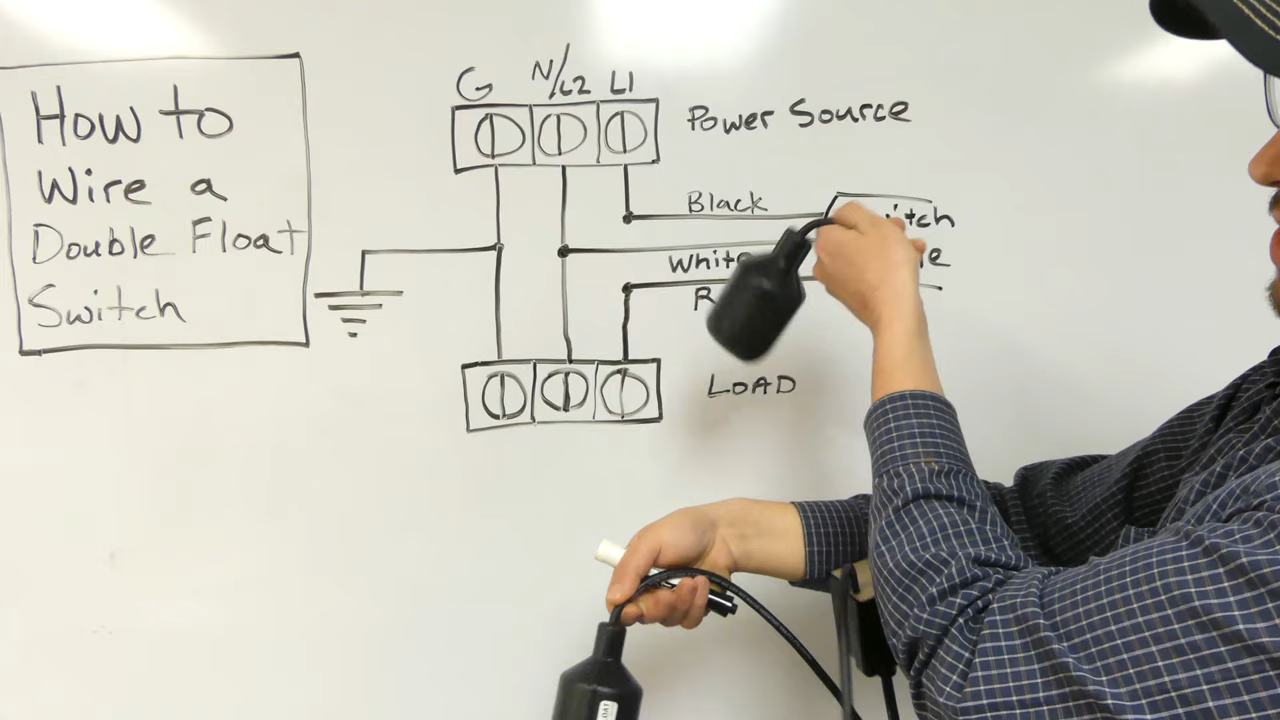 How to
Wire a
Double Float
Switch
G N/L2 L1
Power Source
Black
White
LOAD